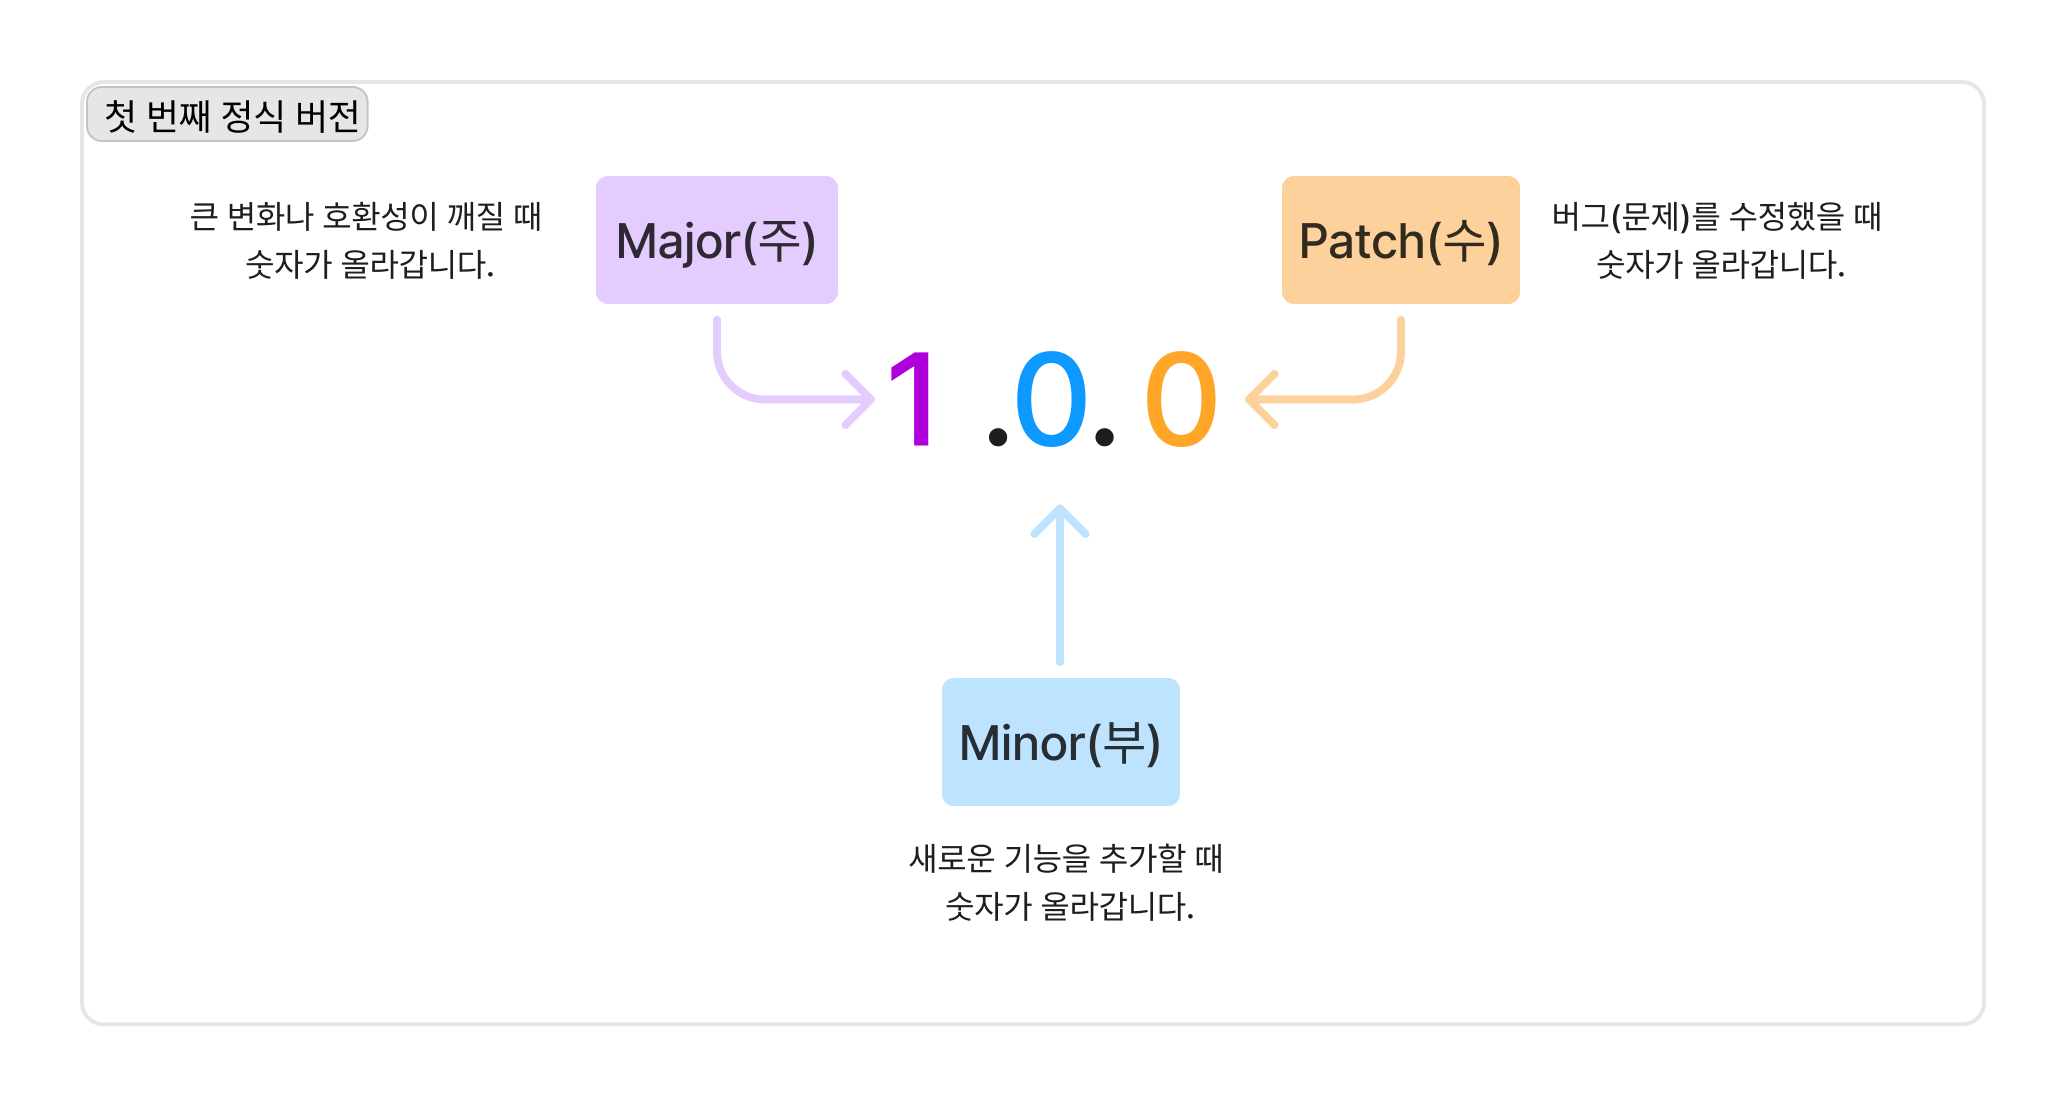 첫 번째 정식 버전
큰 변화나 호환성이 깨질 때
숫자가 올라갑니다.
Major(주)
Patch(수)
버그(문제)를 수정했을 때
숫자가 올라갑니다.
1 .0. 0
Minor(부)
새로운 기능을 추가할 때
숫자가 올라갑니다.